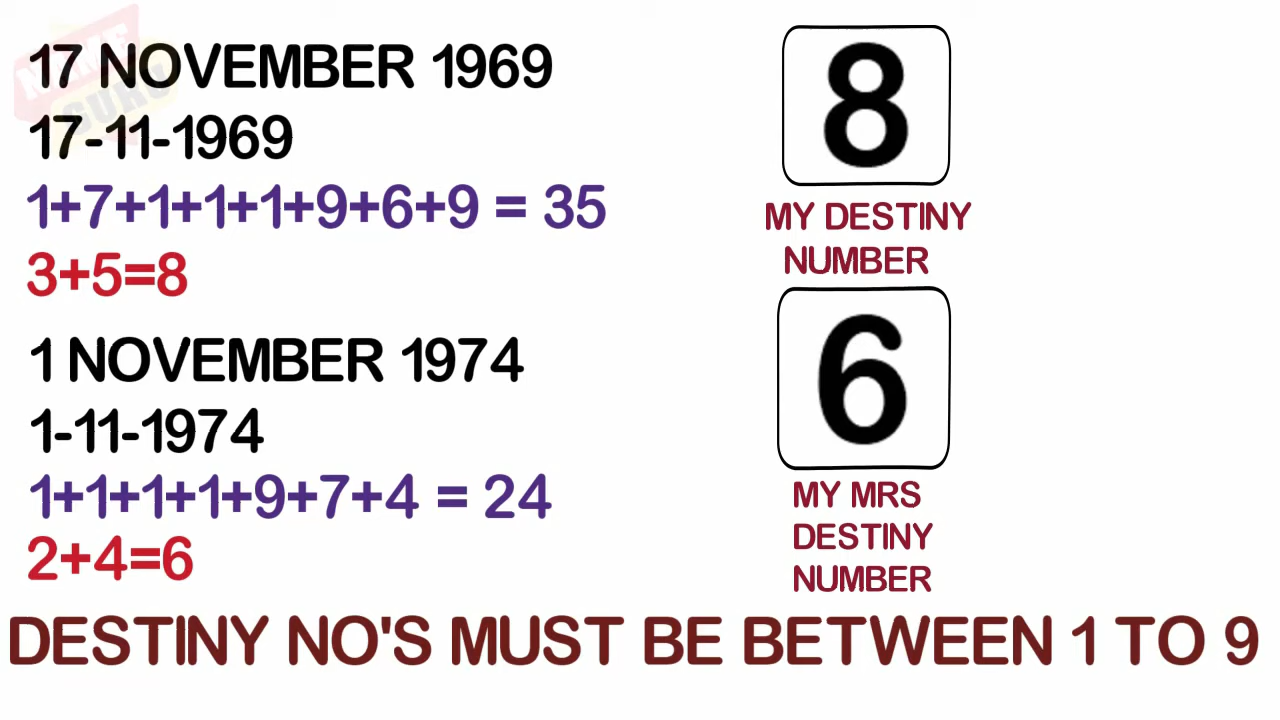 NAME
GURU
17 NOVEMBER 1969
17-11-1969
1+7+1+1+1+9+6+9 = 35
3+5=8
8
MY DESTINY
NUMBER
1 NOVEMBER 1974
1-11-1974
1+1+1+1+9+7+4 = 24
2+4=6
6
MY MRS
DESTINY
NUMBER
DESTINY NO'S MUST BE BETWEEN 1 TO 9